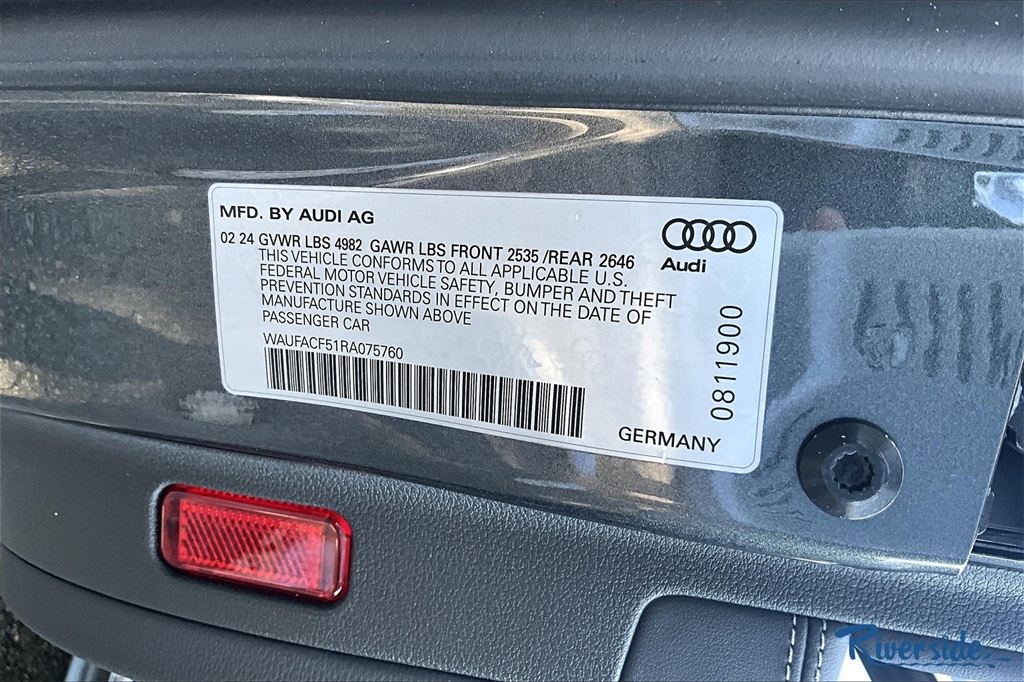 MFD. BY AUDI AG
02 24 GVWR LBS 4982 GAWR LBS FRONT 2535 /REAR 2646
THIS VEHICLE CONFORMS TO ALL APPLICABLE U.S.
FEDERAL MOTOR VEHICLE SAFETY, BUMPER AND THEFT
PREVENTION STANDARDS IN EFFECT ON THE DATE OF
MANUFACTURE SHOWN ABOVE
PASSENGER CAR
WAUFACF51RA075760
Audi
0811900
GERMANY
Riverside